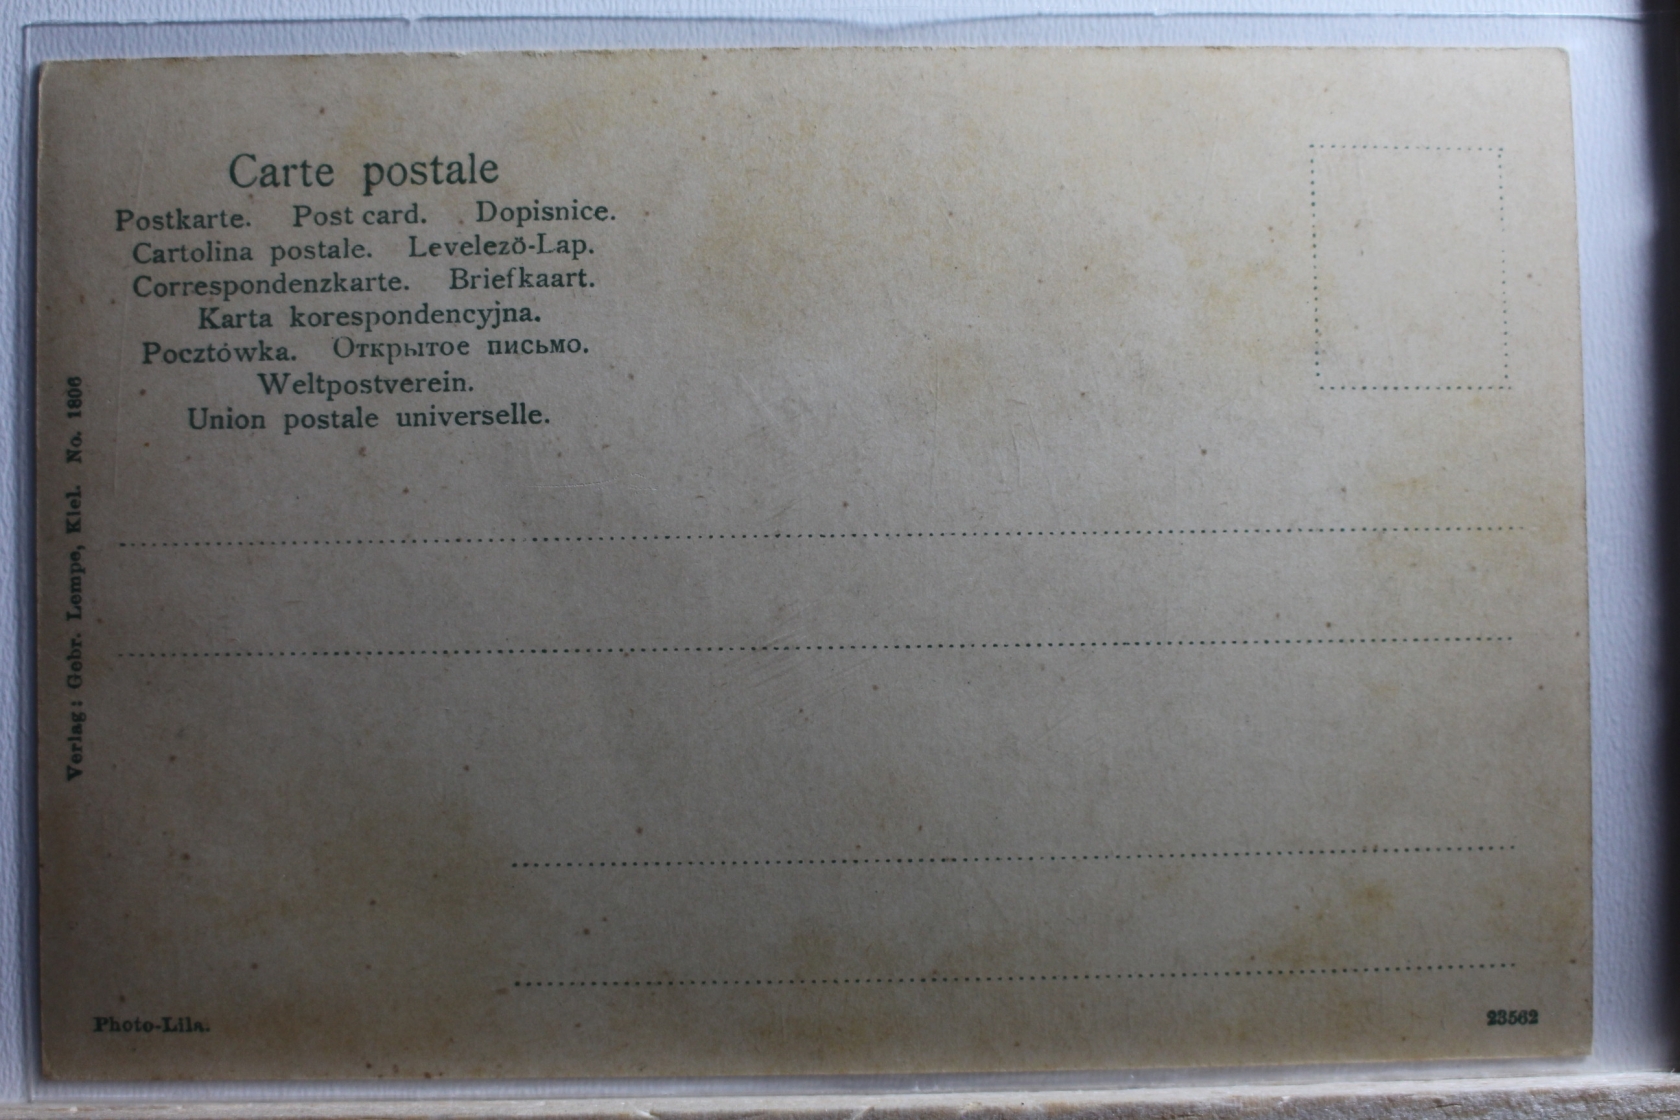 Carte postale
Postkarte. Post card. Dopisnice.
Cartolina postale. Levelezö-Lap.
Correspondenzkarte. Briefkaart.
Karta korespondencyjna.
Pocztówka. Открытое письмо.
Weltpostverein.
Union postale universelle.
Verlag: Gebr. Lempe, Kiel. No. 1806
Photo-Lila.
23562